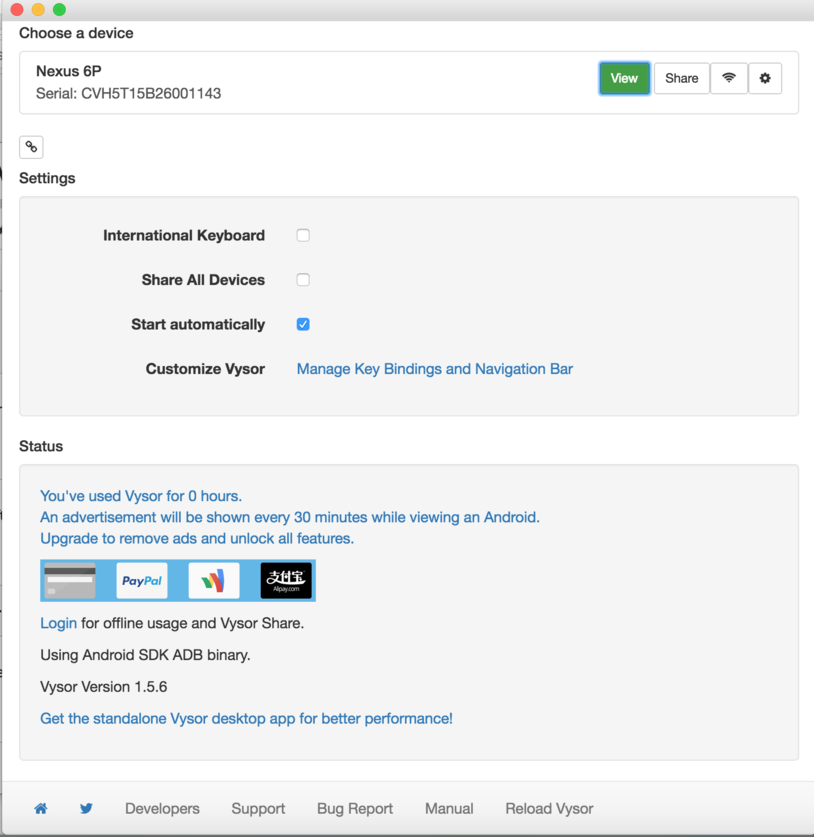 Choose a device
Nexus 6P
Serial: CVH5T15B26001143
View Share
Settings
International Keyboard
Share All Devices
Start automatically
Customize Vysor Manage Key Bindings and Navigation Bar
Status
You've used Vysor for 0 hours.
An advertisement will be shown every 30 minutes while viewing an Android.
Upgrade to remove ads and unlock all features.
PayPal 支付宝
Alipay.com
Login for offline usage and Vysor Share.
Using Android SDK ADB binary.
Vysor Version 1.5.6
Get the standalone Vysor desktop app for better performance!
Developers Support Bug Report Manual Reload Vysor